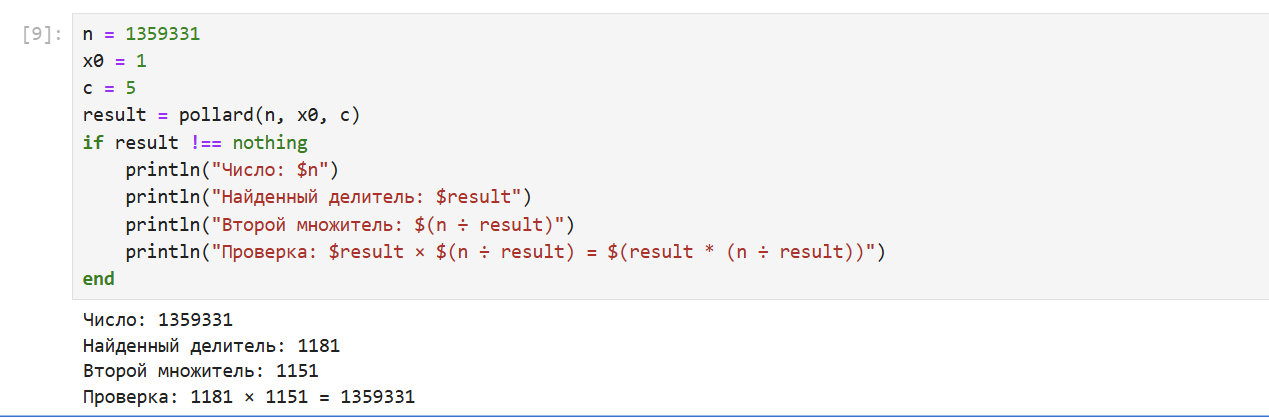 [9]: n = 1359331
x0 = 1
c = 5
result = pollard(n, x0, c)
if result !== nothing
    println("Число: $n")
    println("Найденный делитель: $result")
    println("Второй множитель: $(n ÷ result)")
    println("Проверка: $result × $(n ÷ result) = $(result * (n ÷ result))")
end
Число: 1359331
Найденный делитель: 1181
Второй множитель: 1151
Проверка: 1181 × 1151 = 1359331